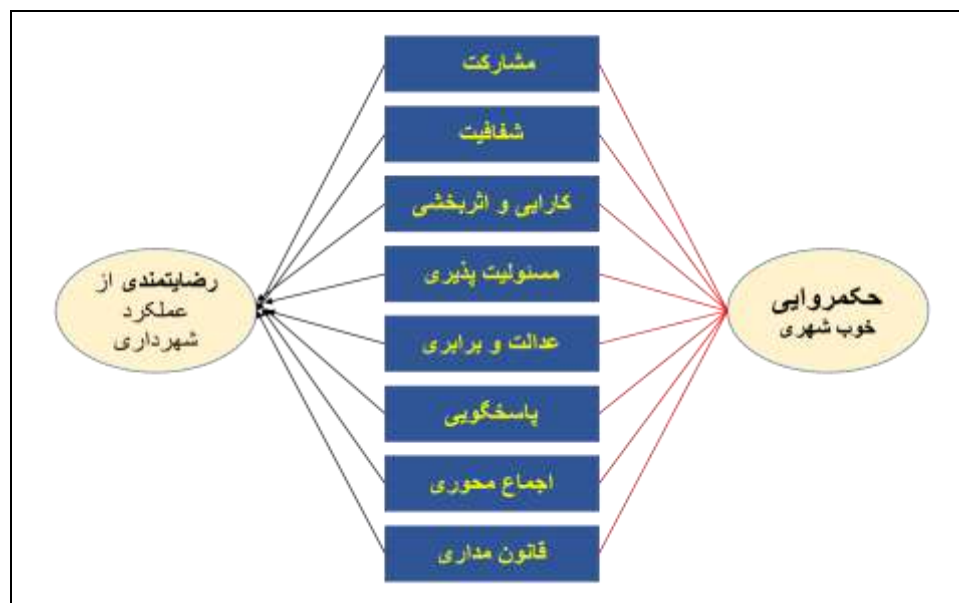 مشارکت
شفافیت
کارایی و اثربخشی
مسئولیت پذیری
عدالت و برابری
پاسخگویی
اجماع محوری
قانون مداری
حکمروایی
خوب شهری
رضایتمندی از
عملکرد
شهرداری